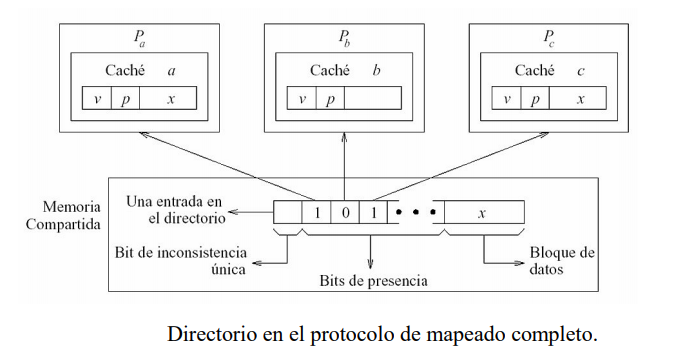 Pa Pb Pc
Caché a Caché b Caché c
v p x v p v p x
Memoria
Compartida
Una entrada en
el directorio
1 0 1 • • • x
Bit de inconsistencia
única
Bits de presencia
Bloque de
datos
Directorio en el protocolo de mapeado completo.